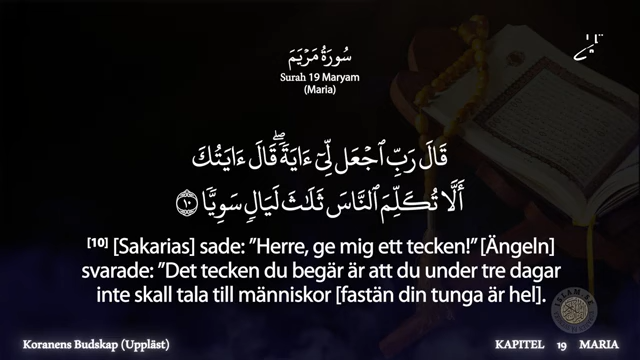 سُورَةُ مَرْيَمَ
Surah 19 Maryam
(Maria)
قَالَ رَبِّ ٱجْعَل لِّىٓ ءَايَةً ۖ قَالَ ءَايَتُكَ
أَلَّا تُكَلِّمَ ٱلنَّاسَ ثَلَـٰثَ لَيَالٍ سَوِيًّا ١٠
[10] [Sakarias] sade: ”Herre, ge mig ett tecken!” [Ängeln]
svarade: ”Det tecken du begär är att du under tre dagar
inte skall tala till människor [fastän din tunga är hel].
Koranens Budskap (Uppläst)
KAPITEL 19 MARIA